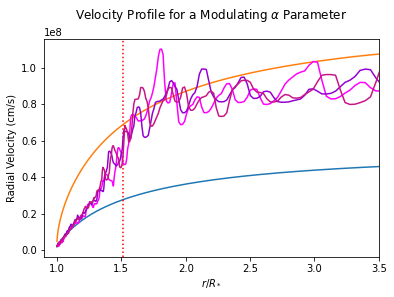 Velocity Profile for a Modulating α Parameter
1e8
1.0
0.8
0.6
0.4
0.2
0.0
Radial Velocity (cm/s)
1.0 1.5 2.0 2.5 3.0 3.5
r/R*